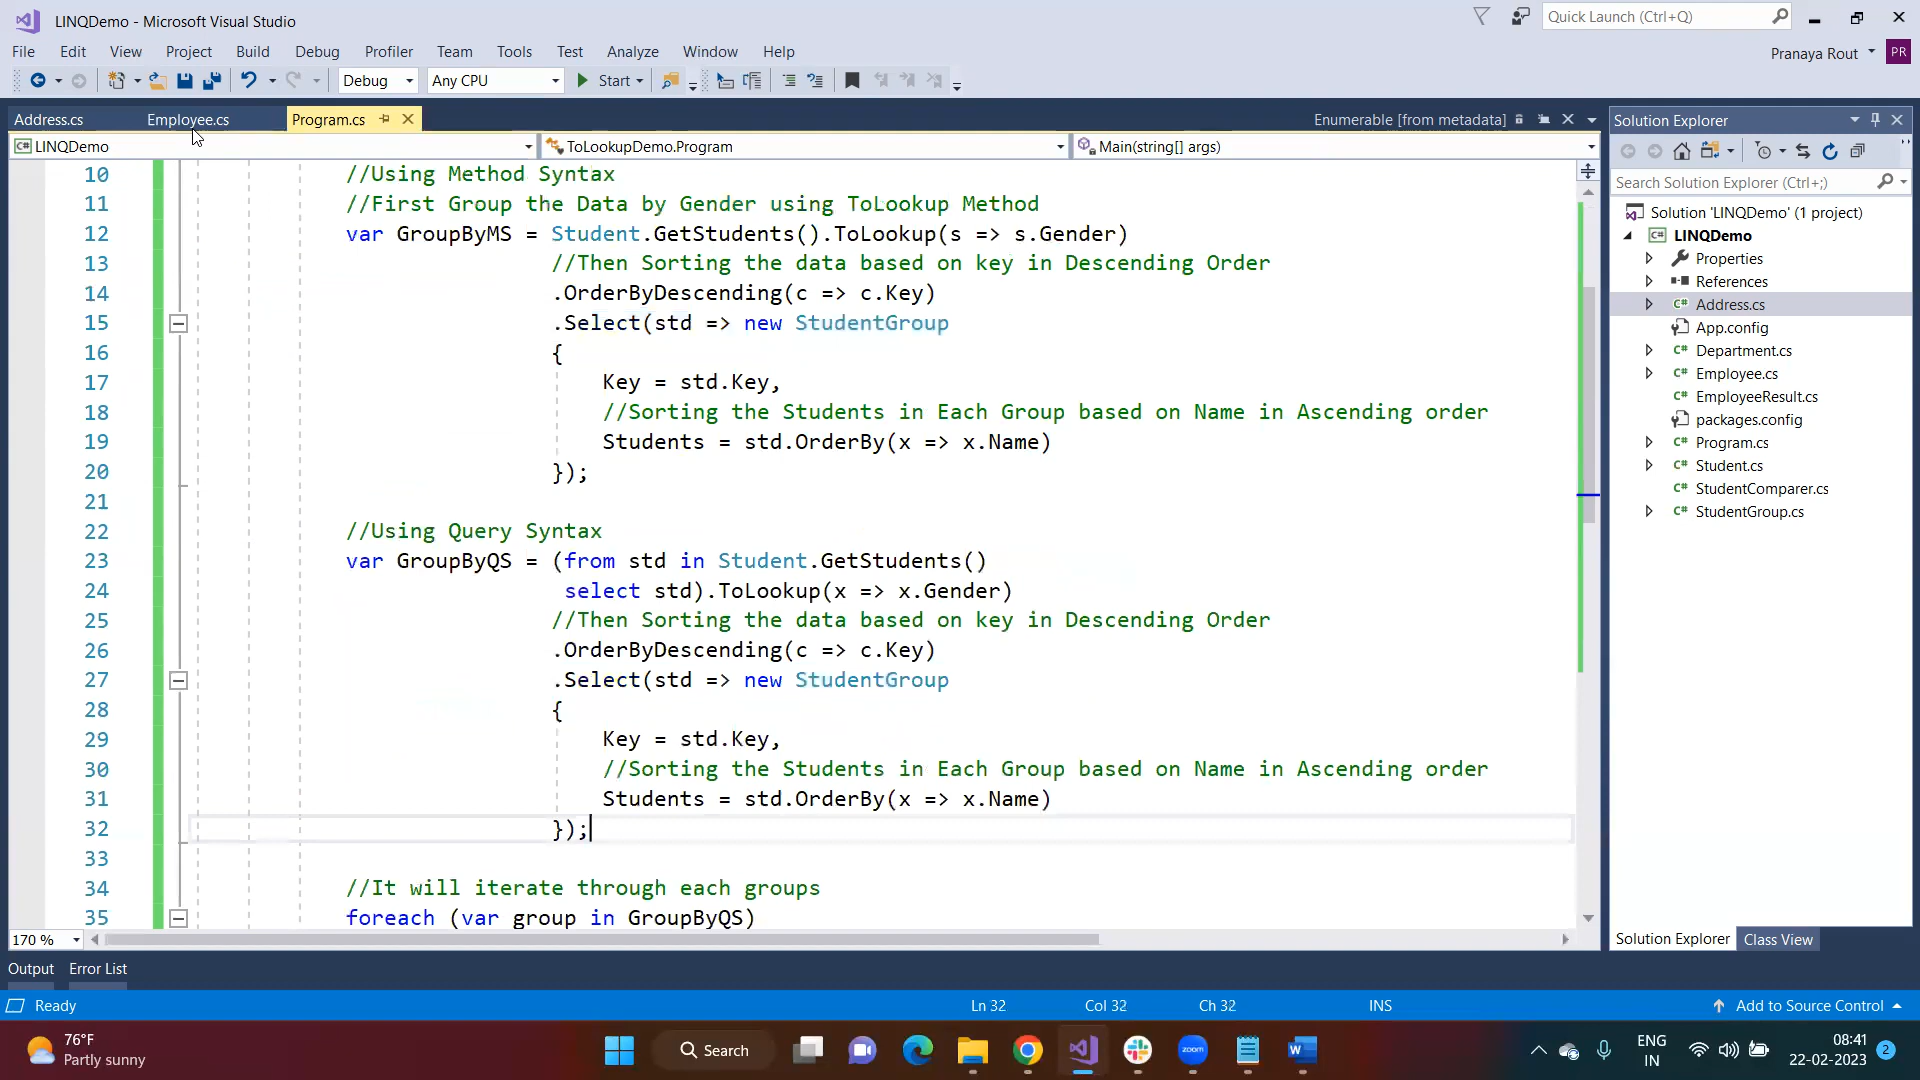 LINQDemo - Microsoft Visual Studio
Quick Launch (Ctrl+Q)
File Edit View Project Build Debug Profiler Team Tools Test Analyze Window Help
Pranaya Rout PR
Debug Any CPU Start
Address.cs Employee.cs Program.cs Enumerable [from metadata]
LINQDemo ToLookupDemo.Program Main(string[] args)
10 //Using Method Syntax
11 //First Group the Data by Gender using ToLookup Method
12 var GroupByMS = Student.GetStudents().ToLookup(s => s.Gender)
13 //Then Sorting the data based on key in Descending Order
14 .OrderByDescending(c => c.Key)
15 .Select(std => new StudentGroup
16 {
17 Key = std.Key,
18 //Sorting the Students in Each Group based on Name in Ascending order
19 Students = std.OrderBy(x => x.Name)
20 });
21
22 //Using Query Syntax
23 var GroupByQS = (from std in Student.GetStudents()
24 select std).ToLookup(x => x.Gender)
25 //Then Sorting the data based on key in Descending Order
26 .OrderByDescending(c => c.Key)
27 .Select(std => new StudentGroup
28 {
29 Key = std.Key,
30 //Sorting the Students in Each Group based on Name in Ascending order
31 Students = std.OrderBy(x => x.Name)
32 });
33
34 //It will iterate through each groups
35 foreach (var group in GroupByQS)
170 %
Solution Explorer
Search Solution Explorer (Ctrl+;)
Solution 'LINQDemo' (1 project)
C# LINQDemo
Properties
References
C# Address.cs
App.config
C# Department.cs
C# Employee.cs
C# EmployeeResult.cs
packages.config
C# Program.cs
C# Student.cs
C# StudentComparer.cs
C# StudentGroup.cs
Solution Explorer Class View
Output Error List
Ready Ln 32 Col 32 Ch 32 INS Add to Source Control
76°F
Partly sunny
Search
zoom
ENG
IN
08:41
22-02-2023
2